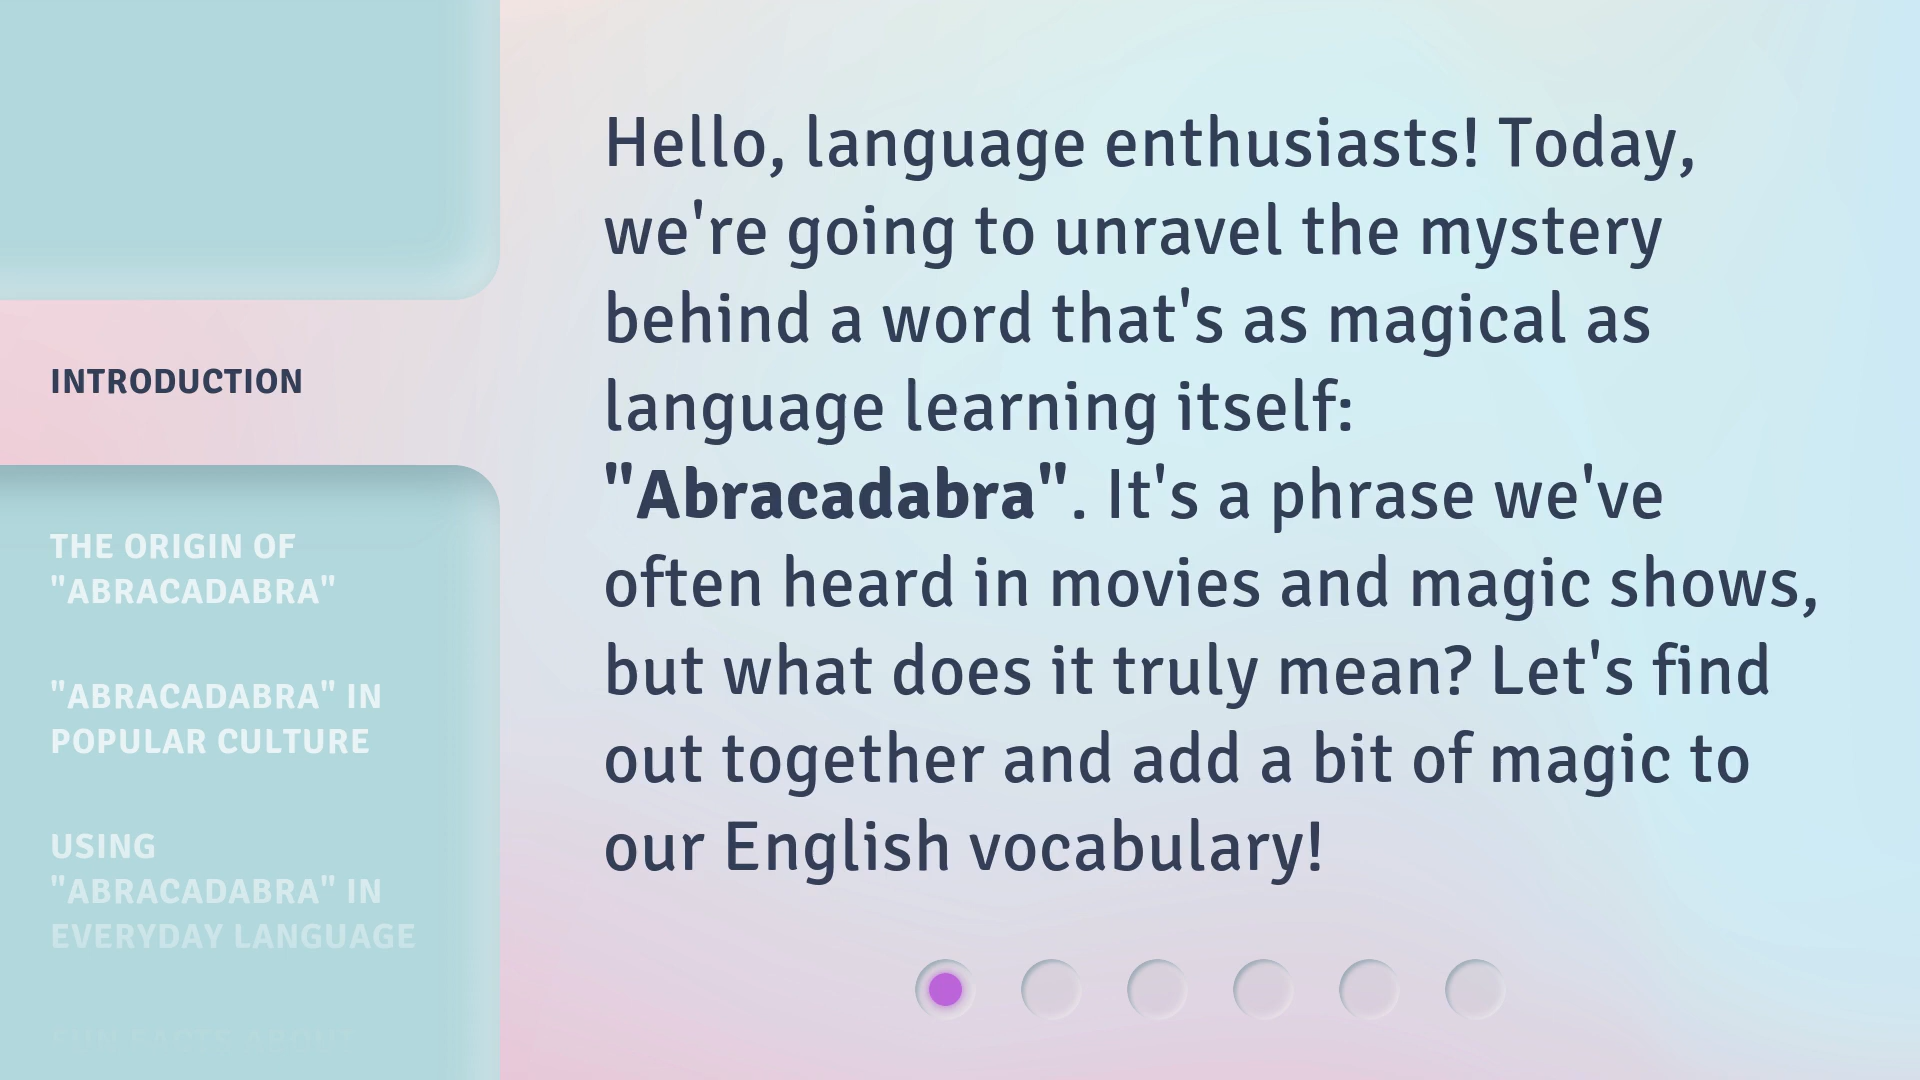 INTRODUCTION
THE ORIGIN OF
"ABRACADABRA"
"ABRACADABRA" IN
POPULAR CULTURE
USING
"ABRACADABRA" IN
EVERYDAY LANGUAGE
FUN FACTS ABOUT
Hello, language enthusiasts! Today,
we're going to unravel the mystery
behind a word that's as magical as
language learning itself:
"Abracadabra". It's a phrase we've
often heard in movies and magic shows,
but what does it truly mean? Let's find
out together and add a bit of magic to
our English vocabulary!